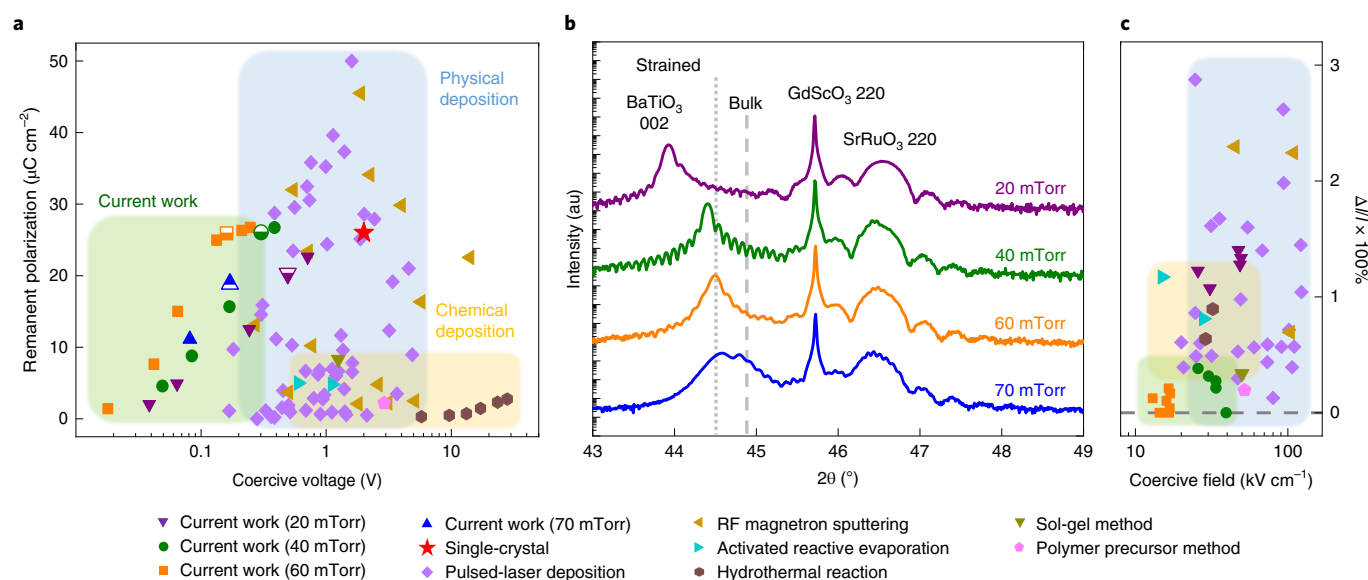 a
50
40
30
20
10
0
Remanent polarization (μC cm⁻²)
Physical
deposition
Current work
Chemical
deposition
0.1
1
10
Coercive voltage (V)
b
Strained
BaTiO₃
002
Bulk
GdScO₃ 220
SrRuO₃ 220
20 mTorr
40 mTorr
60 mTorr
70 mTorr
Intensity (au)
43
44
45
46
47
48
49
2θ (°)
c
3
2
1
0
Δl/l × 100%
10
100
Coercive field (kV cm⁻¹)
Current work (20 mTorr)
Current work (40 mTorr)
Current work (60 mTorr)
Current work (70 mTorr)
Single-crystal
Pulsed-laser deposition
RF magnetron sputtering
Activated reactive evaporation
Hydrothermal reaction
Sol-gel method
Polymer precursor method